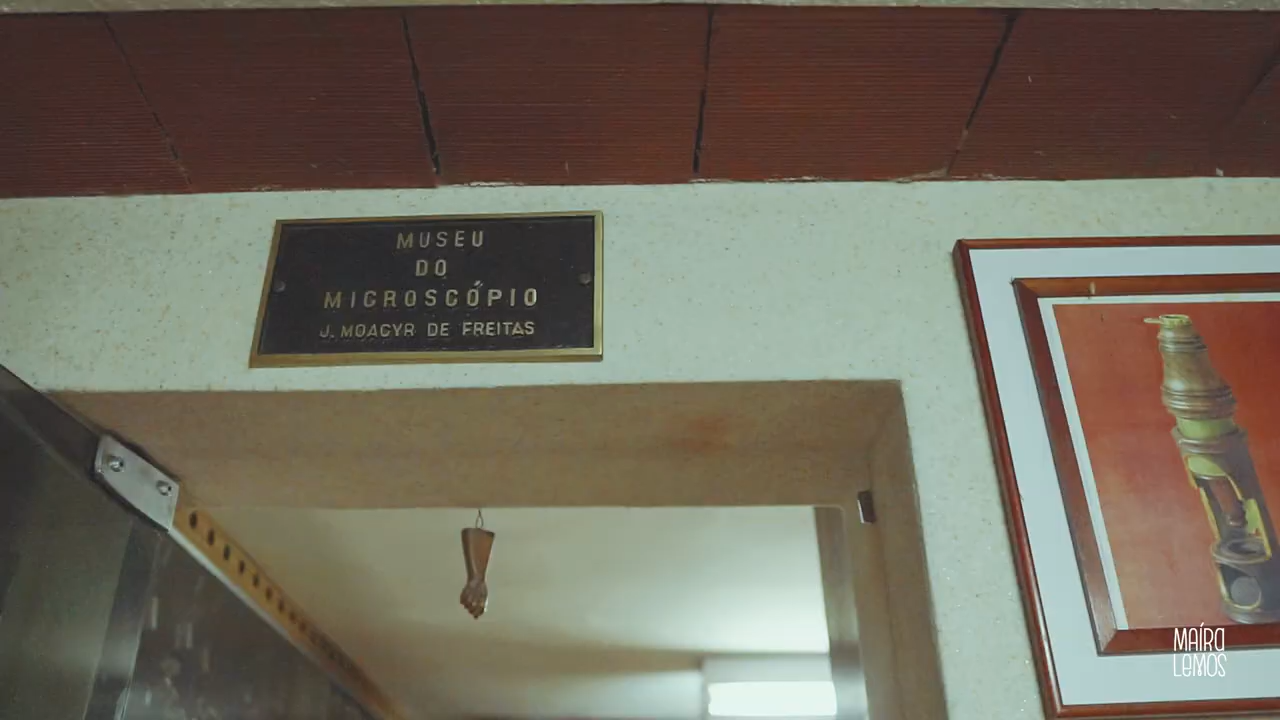 MUSEU
DO
MICROSCÓPIO
J. MOACYR DE FREITAS
MAÍRA
LEMOS